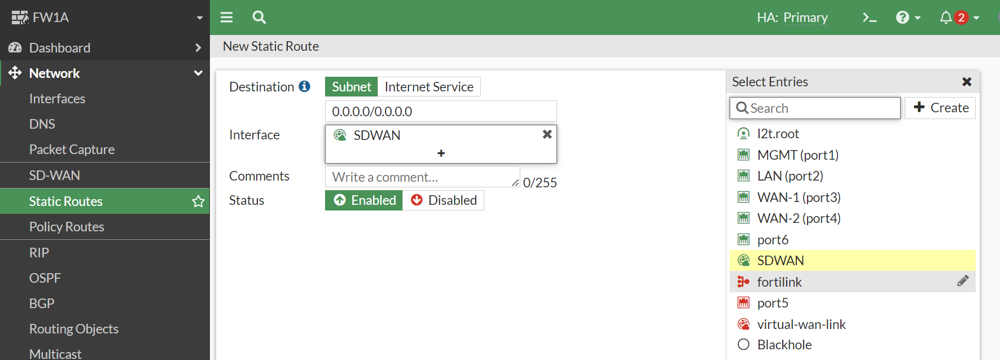 FW1A
HA: Primary
2
Dashboard
Network
Interfaces
DNS
Packet Capture
SD-WAN
Static Routes
Policy Routes
RIP
OSPF
BGP
Routing Objects
Multicast
New Static Route
Destination
Subnet
Internet Service
0.0.0.0/0.0.0.0
Interface
SDWAN
Comments
Write a comment...
0/255
Status
Enabled
Disabled
Select Entries
Search
Create
l2t.root
MGMT (port1)
LAN (port2)
WAN-1 (port3)
WAN-2 (port4)
port6
SDWAN
fortilink
port5
virtual-wan-link
Blackhole